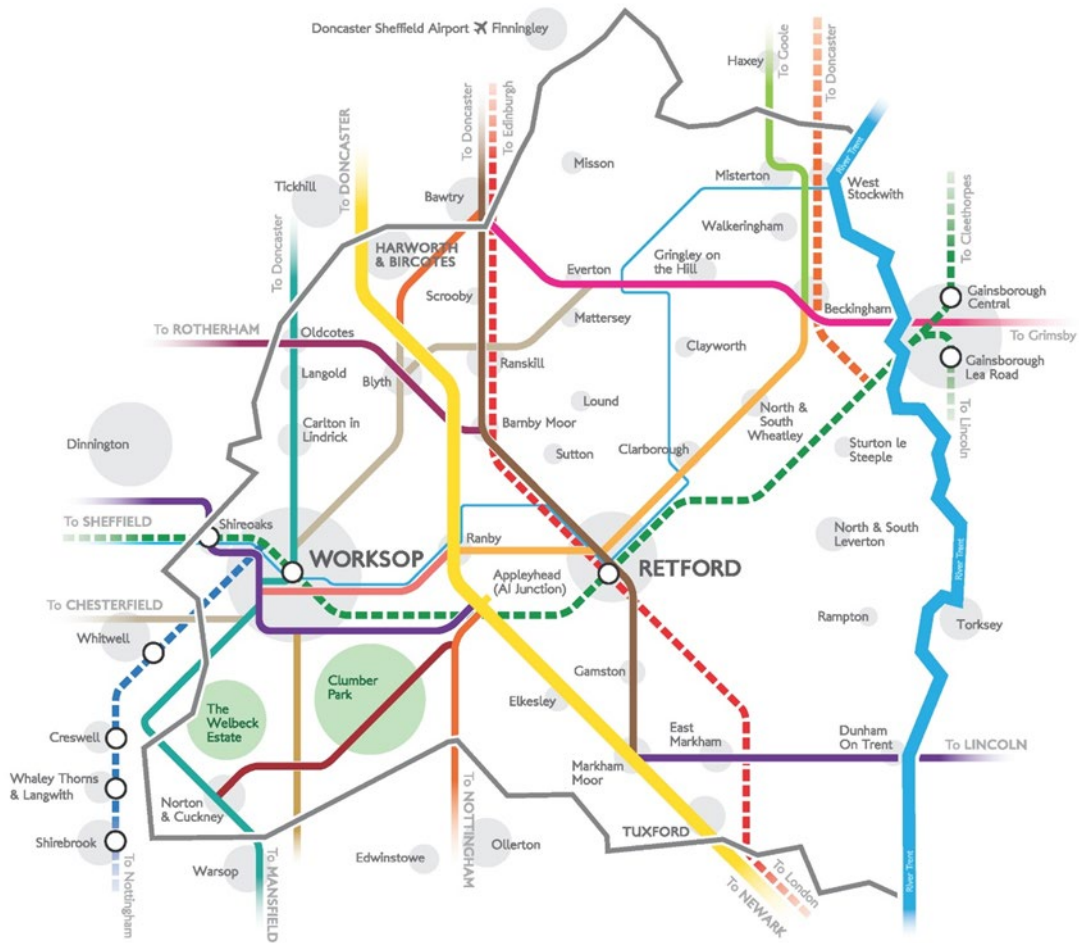 Doncaster Sheffield Airport ✈ Finningley
Haxey
To Goole
To Doncaster
To DONCASTER
To Doncaster
To Edinburgh
River Trent
Misson
Misterton
West
Stockwith
Tickhill
Bawtry
Walkeringham
To Cleethorpes
To Doncaster
HARWORTH
& BIRCOTES
Everton
Gringley on
the Hill
Scrooby
Gainsborough
Central
Mattersey
Beckingham
To ROTHERHAM
Oldcotes
To Grimsby
Clayworth
Ranskill
Gainsborough
Lea Road
Langold
Blyth
Lound
North &
South
Wheatley
To Lincoln
Carlton in
Lindrick
Barnby Moor
Dinnington
Sutton
Clarborough
Sturton le
Steeple
To SHEFFIELD
Shireoaks
Ranby
North & South
Leverton
WORKSOP
Appleyhead
(A1 Junction)
RETFORD
River Trent
To CHESTERFIELD
Rampton
Torksey
Whitwell
Clumber
Park
Gamston
Elkesley
The
Welbeck
Estate
Creswell
East
Markham
Dunham
On Trent
To LINCOLN
Markham
Moor
Whaley Thorns
& Langwith
Norton
& Cuckney
To NOTTINGHAM
Shirebrook
TUXFORD
Ollerton
Edwinstowe
Warsop
To Nottingham
To MANSFIELD
To London
To NEWARK
River Trent